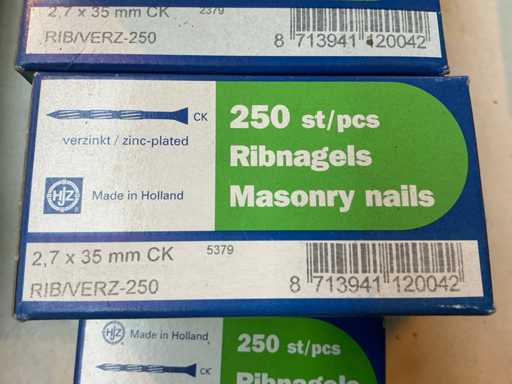 2,7 x 35 mm CK 2379
RIB/VERZ-250
8 713941 120042
CK
verzinkt / zinc-plated
HJZ
Made in Holland
250 st/pcs
Ribnagels
Masonry nails
2,7 x 35 mm CK 5379
RIB/VERZ-250
8 713941 120042
HJZ Made in Holland
CK
250 st/pcs
Ribnagels